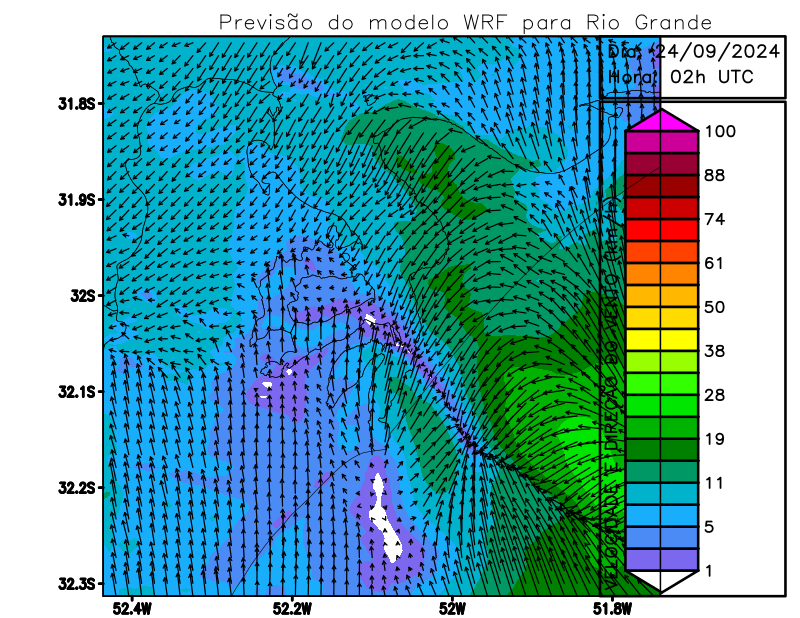 Previsão do modelo WRF para Rio Grande
Dia: 24/09/2024
Hora: 02h UTC
31.8S
31.9S
32S
32.1S
32.2S
32.3S
52.4W
52.2W
52W
51.8W
VELOCIDADE E DIREÇÃO DO VENTO (km/h)
100
88
74
61
50
38
28
19
11
5
1